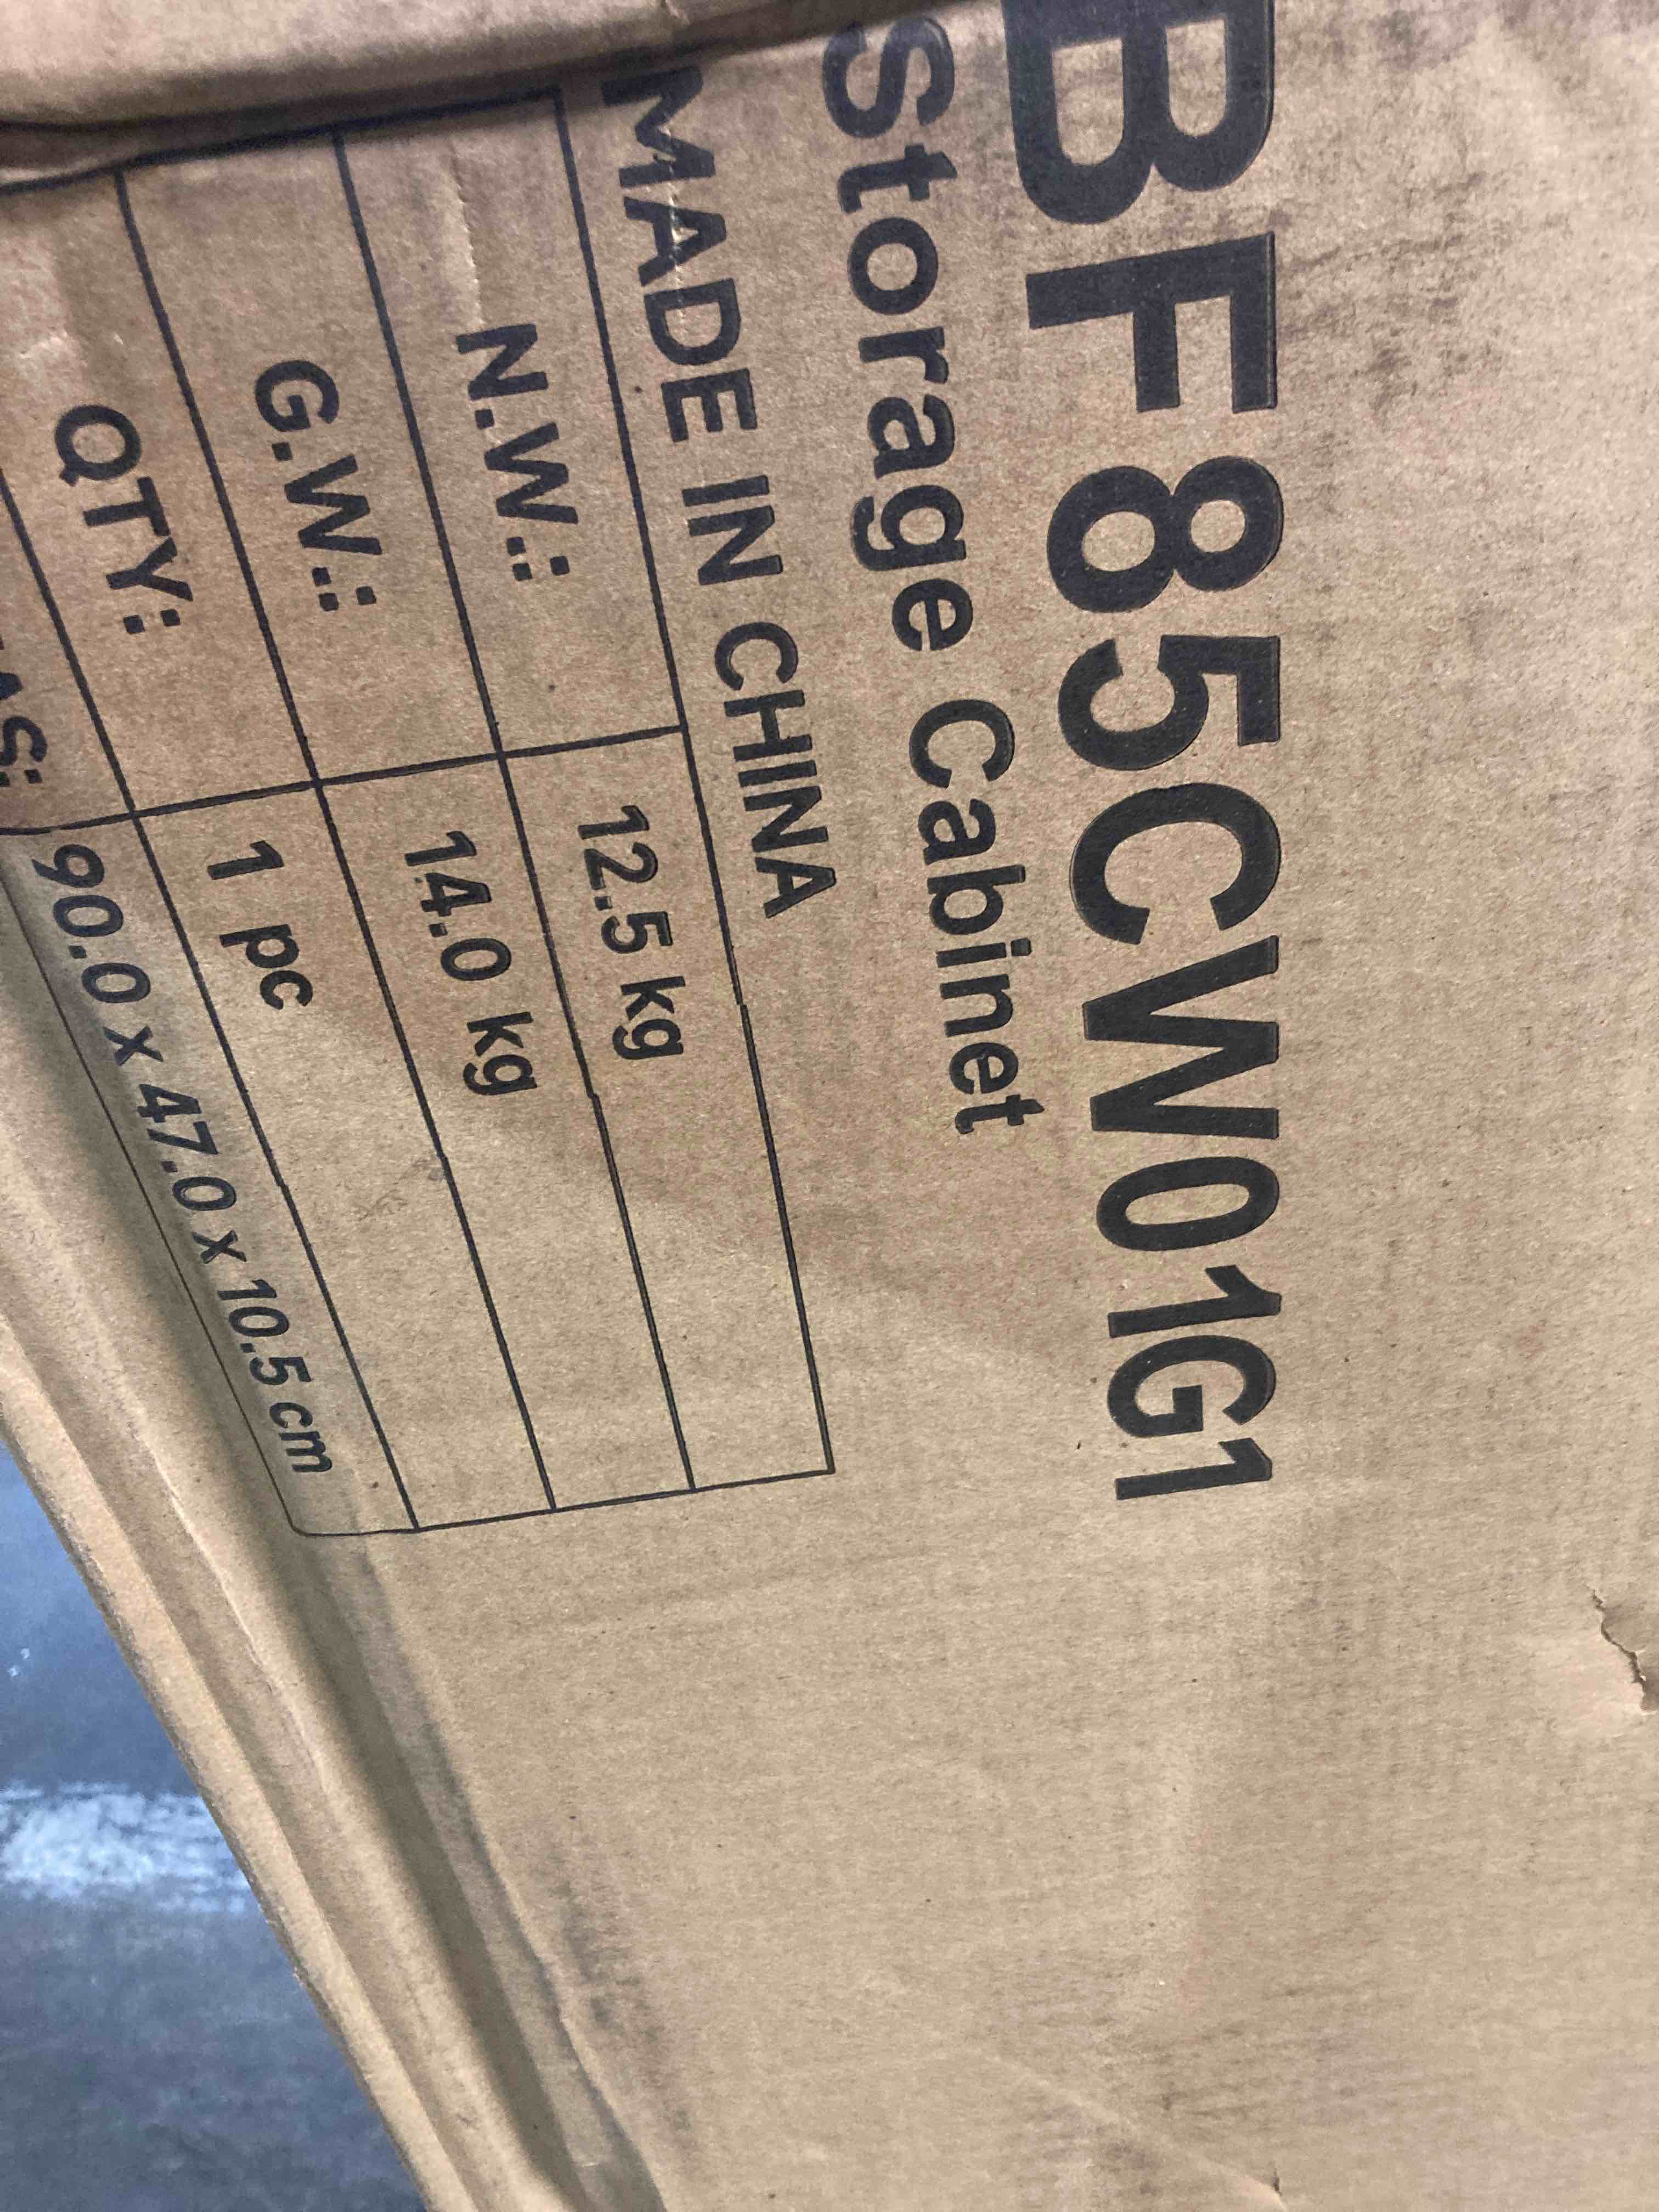 BF85CW01G1
Storage Cabinet
MADE IN CHINA
N.W.: 12.5 kg
G.W.: 14.0 kg
QTY: 1 pc
90.0 x 47.0 x 10.5 cm